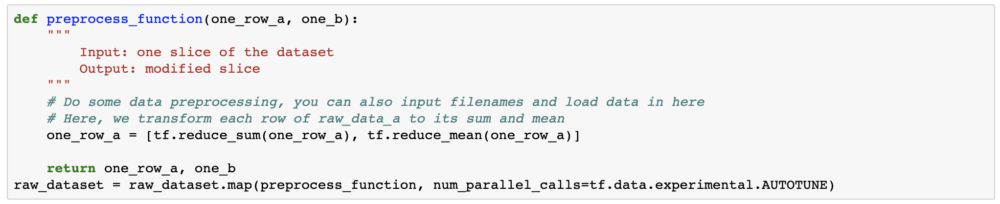 def preprocess_function(one_row_a, one_b):
    """
        Input: one slice of the dataset
        Output: modified slice
    """
    # Do some data preprocessing, you can also input filenames and load data in here
    # Here, we transform each row of raw_data_a to its sum and mean
    one_row_a = [tf.reduce_sum(one_row_a), tf.reduce_mean(one_row_a)]

    return one_row_a, one_b
raw_dataset = raw_dataset.map(preprocess_function, num_parallel_calls=tf.data.experimental.AUTOTUNE)